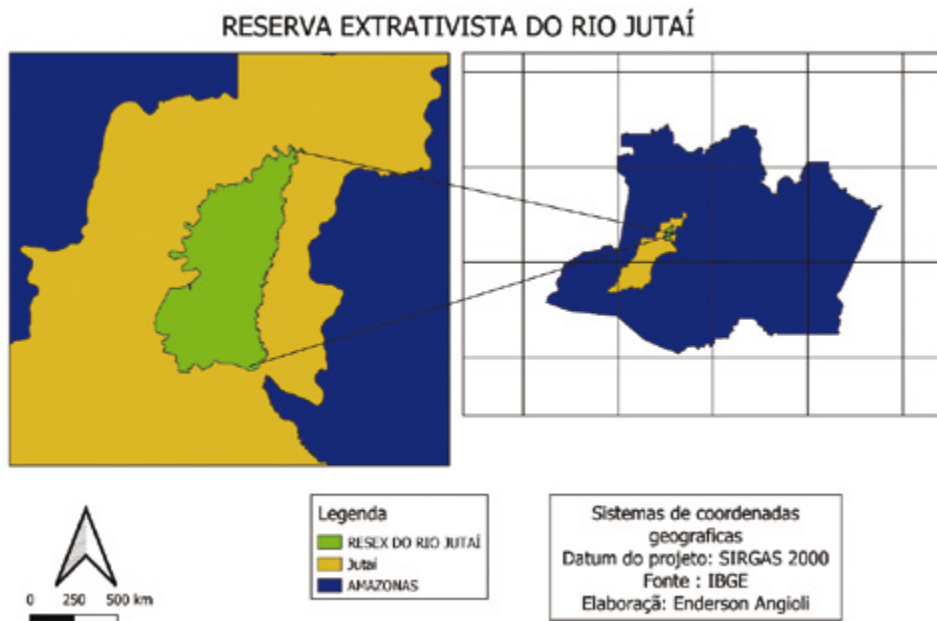 RESERVA EXTRATIVISTA DO RIO JUTAÍ
0 250 500 km
Legenda
RESEX DO RIO JUTAÍ
Jutaí
AMAZONAS
Sistemas de coordenadas
geograficas
Datum do projeto: SIRGAS 2000
Fonte : IBGE
Elaboraçã: Enderson Angioli